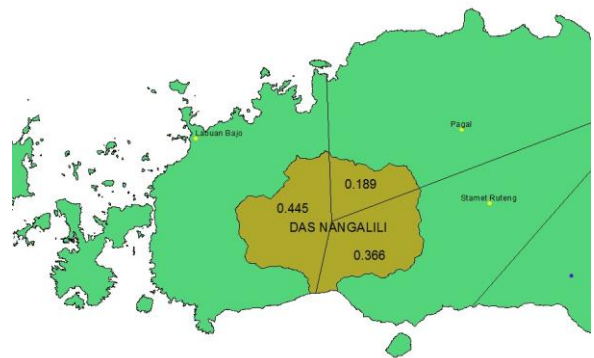 Pagal
Labuan Bajo
0.189
Stamet Ruteng
0.445
DAS NANGALILI
0.366